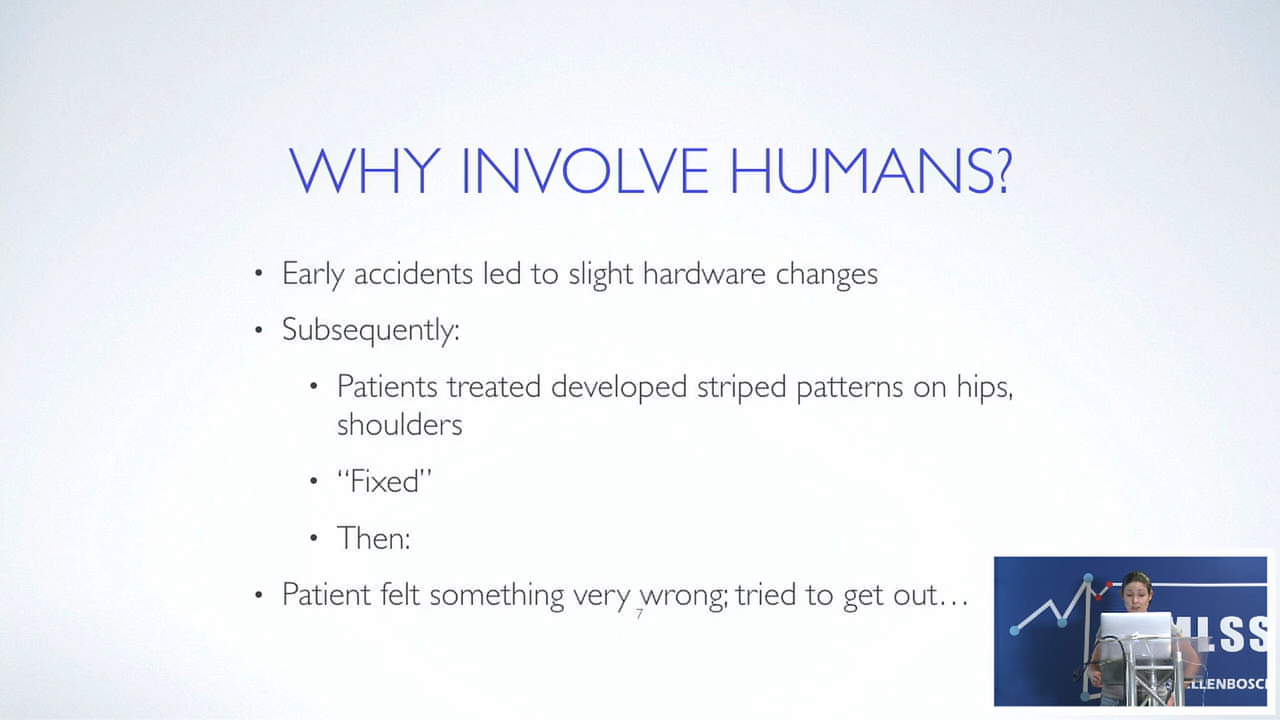 WHY INVOLVE HUMANS?
• Early accidents led to slight hardware changes
• Subsequently:
• Patients treated developed striped patterns on hips,
shoulders
• “Fixed”
• Then:
• Patient felt something very wrong; tried to get out…
7
MLSS
LLENBOSCH